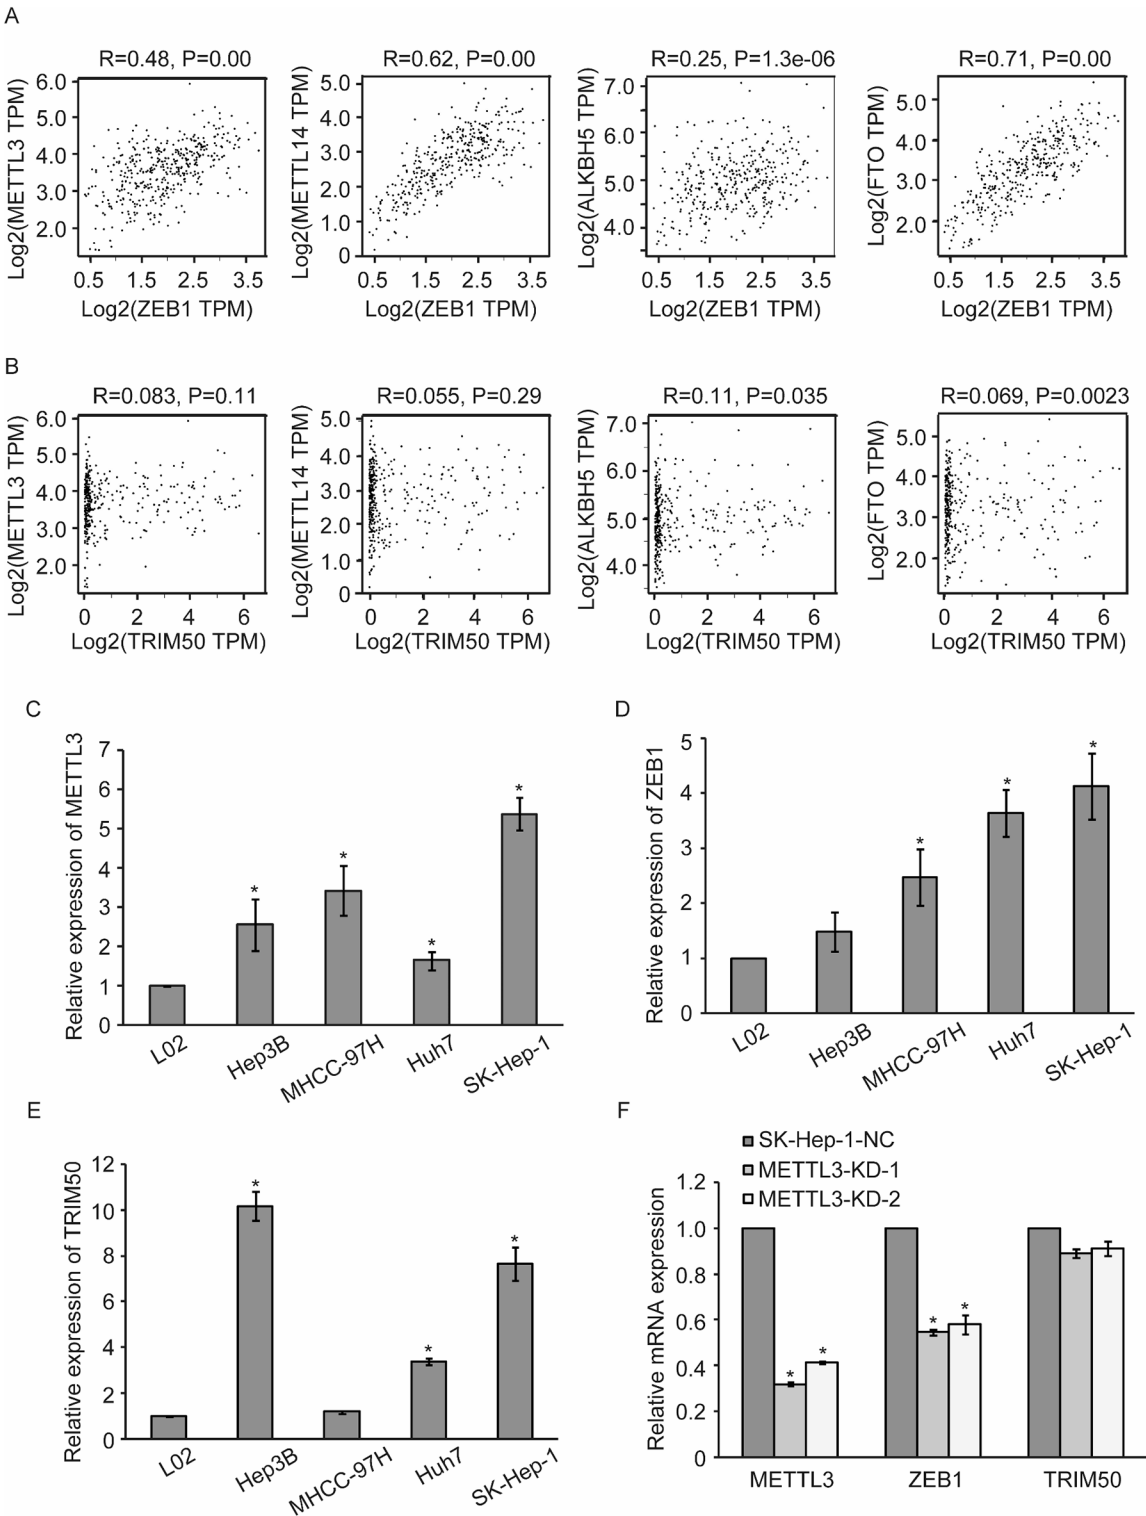 A
R=0.48, P=0.00
Log2(METTL3 TPM)
6.0
5.0
4.0
3.0
2.0
0.5 1.5 2.5 3.5
Log2(ZEB1 TPM)
R=0.62, P=0.00
Log2(METTL14 TPM)
5.0
4.0
3.0
2.0
1.0
0
0.5 1.5 2.5 3.5
Log2(ZEB1 TPM)
R=0.25, P=1.3e-06
Log2(ALKBH5 TPM)
7.0
6.0
5.0
4.0
0.5 1.5 2.5 3.5
Log2(ZEB1 TPM)
R=0.71, P=0.00
Log2(FTO TPM)
5.0
4.0
3.0
2.0
0.5 1.5 2.5 3.5
Log2(ZEB1 TPM)
B
R=0.083, P=0.11
Log2(METTL3 TPM)
6.0
5.0
4.0
3.0
2.0
0 2 4 6
Log2(TRIM50 TPM)
R=0.055, P=0.29
Log2(METTL14 TPM)
5.0
4.0
3.0
2.0
1.0
0
0 2 4 6
Log2(TRIM50 TPM)
R=0.11, P=0.035
Log2(ALKBH5 TPM)
7.0
6.0
5.0
4.0
0 2 4 6
Log2(TRIM50 TPM)
R=0.069, P=0.0023
Log2(FTO TPM)
5.0
4.0
3.0
2.0
0 2 4 6
Log2(TRIM50 TPM)
C
Relative expression of METTL3
7
6
5
4
3
2
1
0
* * * *
L02 Hep3B MHCC-97H Huh7 SK-Hep-1
D
Relative expression of ZEB1
5
4
3
2
1
0
* * *
L02 Hep3B MHCC-97H Huh7 SK-Hep-1
E
Relative expression of TRIM50
12
10
8
6
4
2
0
* * *
L02 Hep3B MHCC-97H Huh7 SK-Hep-1
F
SK-Hep-1-NC
METTL3-KD-1
METTL3-KD-2
Relative mRNA expression
1.2
1.0
0.8
0.6
0.4
0.2
0
* * * *
METTL3 ZEB1 TRIM50